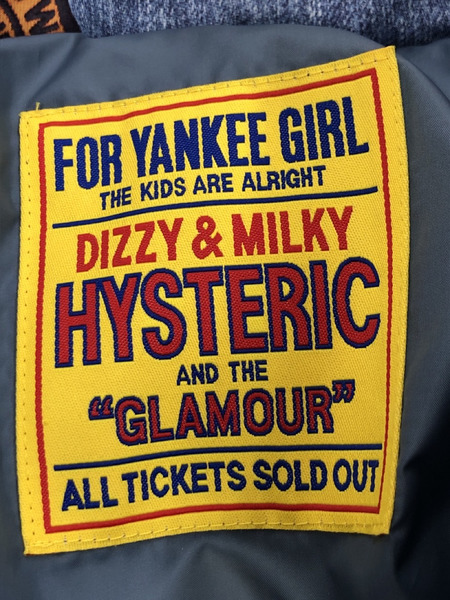 FOR YANKEE GIRL
THE KIDS ARE ALRIGHT
DIZZY & MILKY
HYSTERIC
AND THE
"GLAMOUR"
ALL TICKETS SOLD OUT